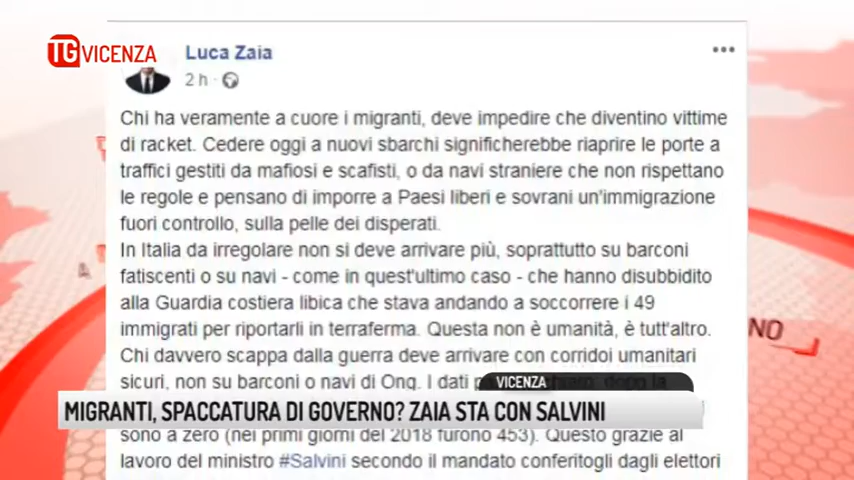 TG VICENZA
Luca Zaia
2 h ·
Chi ha veramente a cuore i migranti, deve impedire che diventino vittime
di racket. Cedere oggi a nuovi sbarchi significherebbe riaprire le porte a
traffici gestiti da mafiosi e scafisti, o da navi straniere che non rispettano
le regole e pensano di imporre a Paesi liberi e sovrani un'immigrazione
fuori controllo, sulla pelle dei disperati.
In Italia da irregolare non si deve arrivare più, soprattutto su barconi
fatiscenti o su navi - come in quest'ultimo caso - che hanno disubbidito
alla Guardia costiera libica che stava andando a soccorrere i 49
immigrati per riportarli in terraferma. Questa non è umanità, è tutt'altro.
Chi davvero scappa dalla guerra deve arrivare con corridoi umanitari
sicuri, non su barconi o navi di Ong. I dati
VICENZA
MIGRANTI, SPACCATURA DI GOVERNO? ZAIA STA CON SALVINI
sono a zero (nei primi giorni del 2018 furono 453). Questo grazie al
lavoro del ministro #Salvini secondo il mandato conferitogli dagli elettori